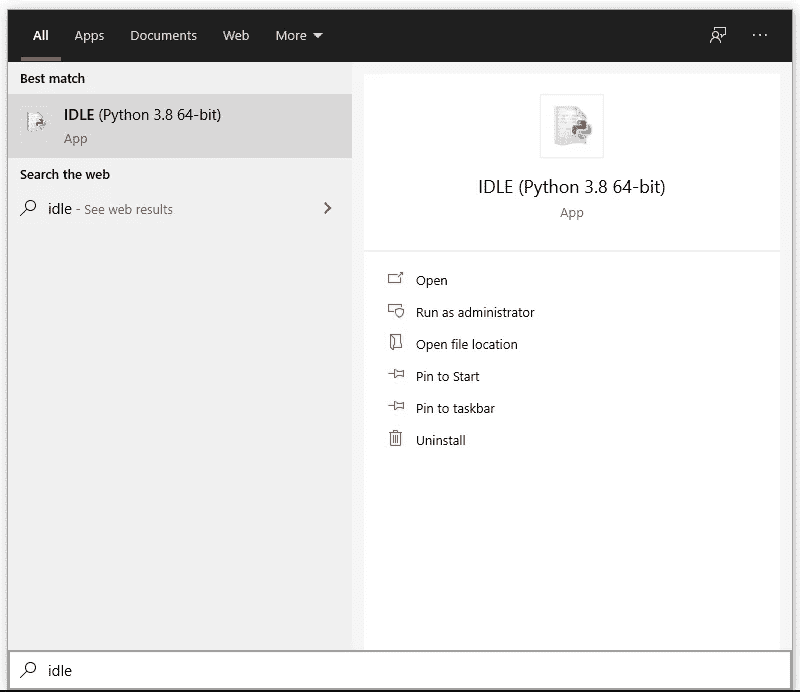 All Apps Documents Web More
Best match
IDLE (Python 3.8 64-bit)
App
Search the web
idle - See web results
IDLE (Python 3.8 64-bit)
App
Open
Run as administrator
Open file location
Pin to Start
Pin to taskbar
Uninstall
idle